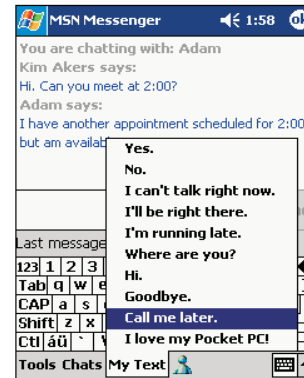 MSN Messenger 1:58 ok
You are chatting with: Adam
Kim Akers says:
Hi. Can you meet at 2:00?
Adam says:
I have another appointment scheduled for 2:00
but am
Yes.
No.
I can't talk right now.
I'll be right there.
I'm running late.
Where are you?
Hi.
Goodbye.
Call me later.
I love my Pocket PC!
Last message
123 1 2 3
Tab q w e
CAP a s
Shift z x
Ctl áü ` \
Tools Chats My Text